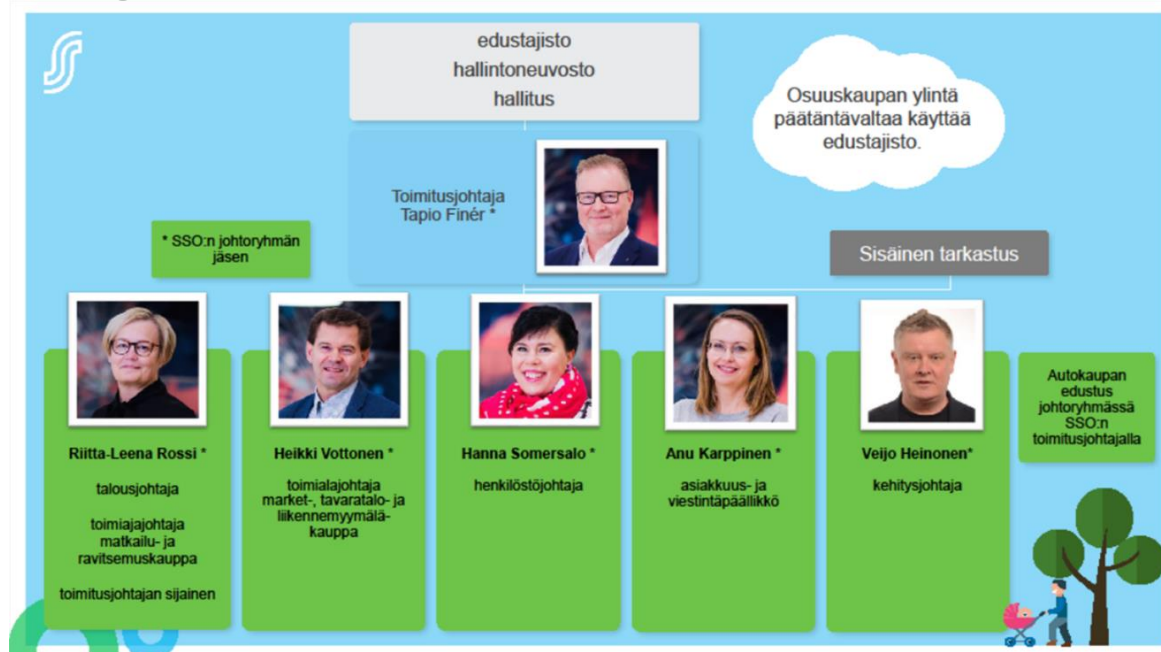 edustajisto
hallintoneuvosto
hallitus
Osuuskaupan ylintä
päätäntävaltaa käyttää
edustajisto.
Toimitusjohtaja
Tapio Finér *
* SSO:n johtoryhmän
jäsen
Sisäinen tarkastus
Riitta-Leena Rossi *
talousjohtaja
toimiajajohtaja
matkailu- ja
ravitsemuskauppa
toimitusjohtajan sijainen
Heikki Vottonen *
toimialajohtaja
market-, tavaratalo- ja
liikennemyymälä-
kauppa
Hanna Somersalo *
henkilöstöjohtaja
Anu Karppinen *
asiakkuus- ja
viestintäpäällikkö
Veijo Heinonen*
kehitysjohtaja
Autokaupan
edustus
johtoryhmässä
SSO:n
toimitusjohtajalla